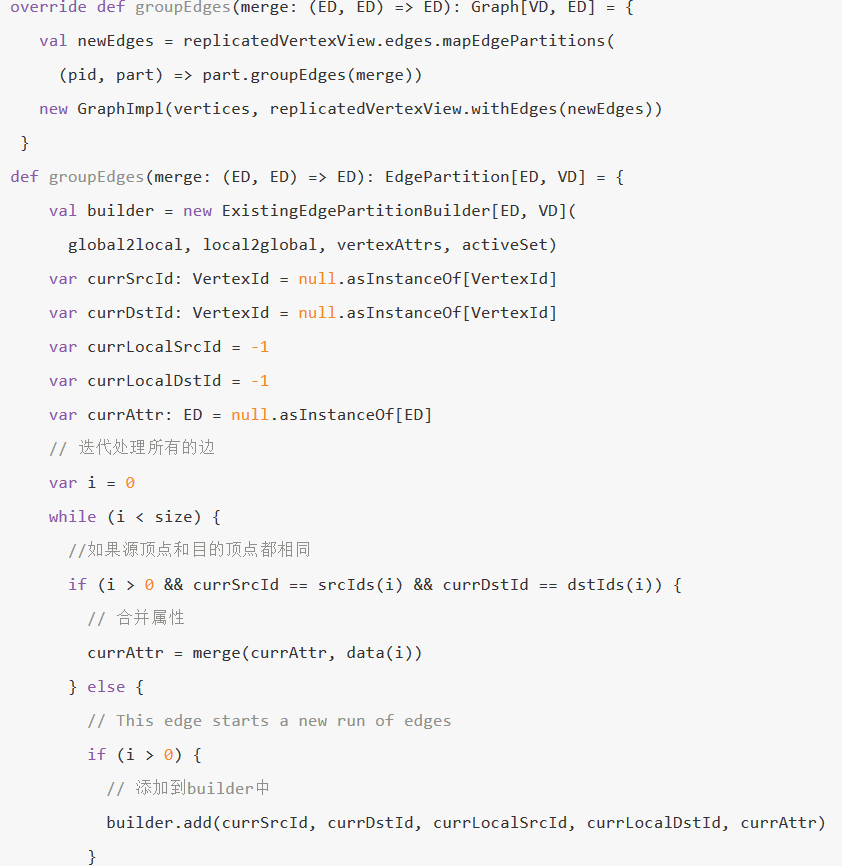 override def groupEdges(merge: (ED, ED) => ED): Graph[VD, ED] = {
val newEdges = replicatedVertexView.edges.mapEdgePartitions(
(pid, part) => part.groupEdges(merge))
new GraphImpl(vertices, replicatedVertexView.withEdges(newEdges))
}
def groupEdges(merge: (ED, ED) => ED): EdgePartition[ED, VD] = {
val builder = new ExistingEdgePartitionBuilder[ED, VD](
global2local, local2global, vertexAttrs, activeSet)
var currSrcId: VertexId = null.asInstanceOf[VertexId]
var currDstId: VertexId = null.asInstanceOf[VertexId]
var currLocalSrcId = -1
var currLocalDstId = -1
var currAttr: ED = null.asInstanceOf[ED]
// 迭代处理所有的边
var i = 0
while (i < size) {
//如果源顶点和目的顶点都相同
if (i > 0 && currSrcId == srcIds(i) && currDstId == dstIds(i)) {
// 合并属性
currAttr = merge(currAttr, data(i))
} else {
// This edge starts a new run of edges
if (i > 0) {
// 添加到builder中
builder.add(currSrcId, currDstId, currLocalSrcId, currLocalDstId, currAttr)
}